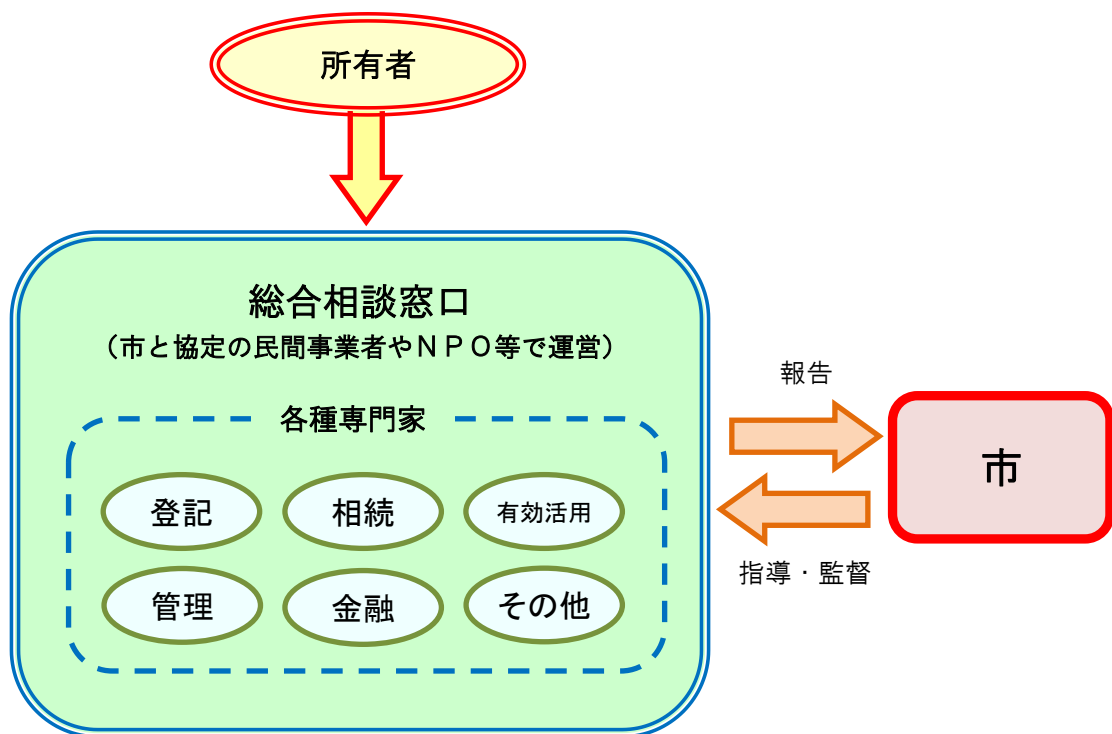 所有者
総合相談窓口
（市と協定の民間事業者やＮＰＯ等で運営）
各種専門家
登記
相続
有効活用
管理
金融
その他
報告
市
指導・監督